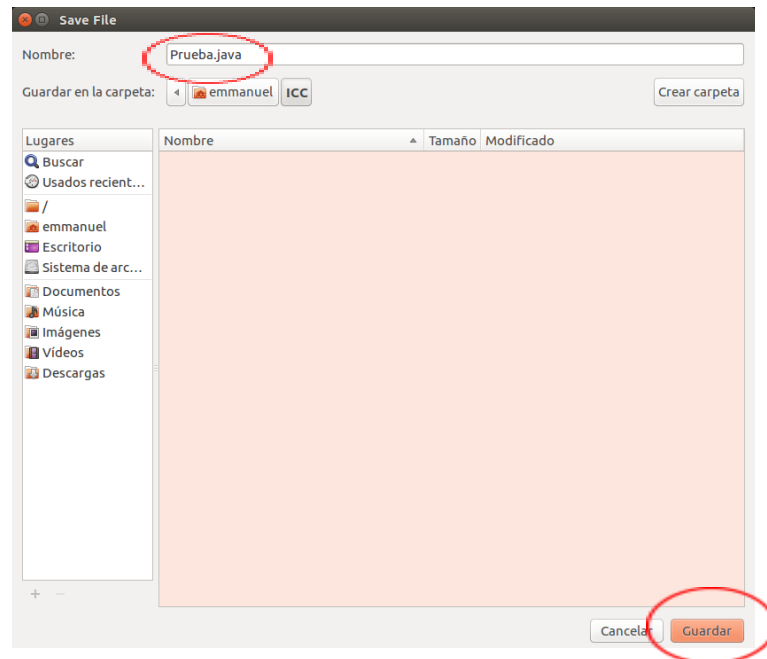 Save File
Nombre: Prueba.java
Guardar en la carpeta: emmanuel ICC Crear carpeta
Lugares Nombre Tamaño Modificado
Buscar
Usados recient...
/
emmanuel
Escritorio
Sistema de arc...
Documentos
Música
Imágenes
Vídeos
Descargas
+ −
Cancelar Guardar